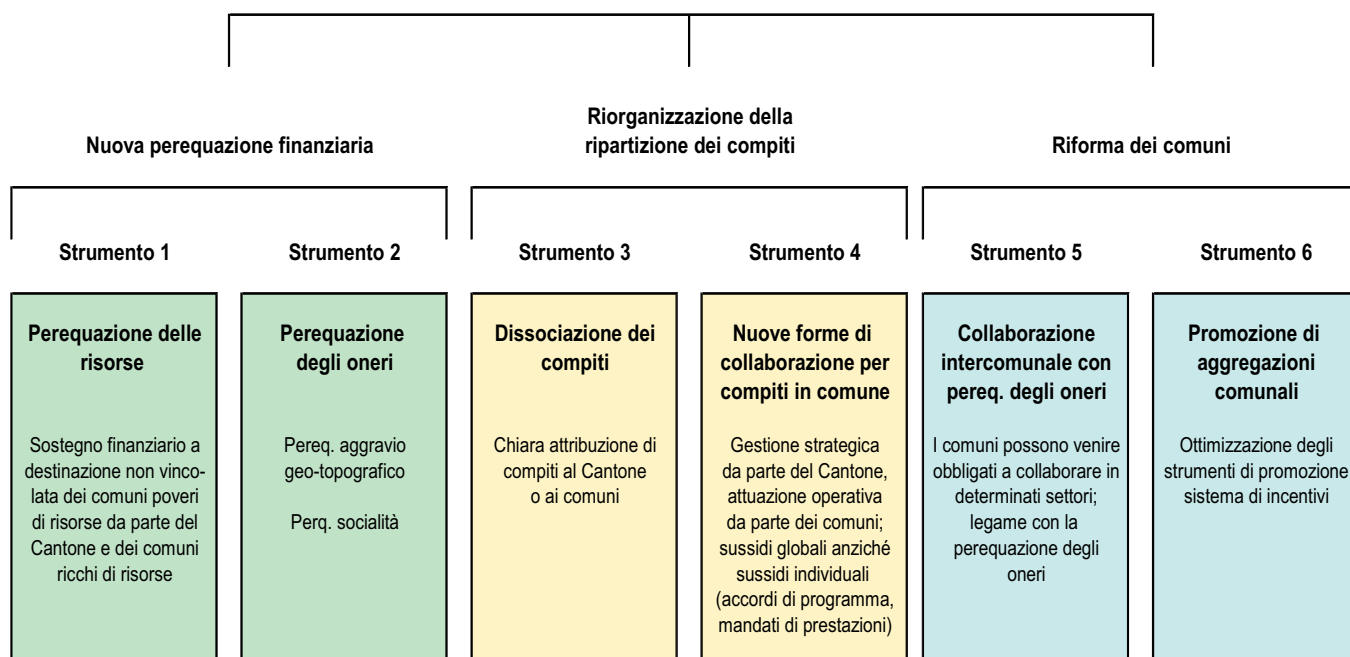 Nuova perequazione finanziaria
Riorganizzazione della
ripartizione dei compiti
Riforma dei comuni
Strumento 1
Strumento 2
Strumento 3
Strumento 4
Strumento 5
Strumento 6
Perequazione delle
risorse
Sostegno finanziario a
destinazione non vinco-
lata dei comuni poveri
di risorse da parte del
Cantone e dei comuni
ricchi di risorse
Perequazione
degli oneri
Pereq. aggravio
geo-topografico
Perq. socialità
Dissociazione dei
compiti
Chiara attribuzione di
compiti al Cantone
o ai comuni
Nuove forme di
collaborazione per
compiti in comune
Gestione strategica
da parte del Cantone,
attuazione operativa
da parte dei comuni;
sussidi globali anziché
sussidi individuali
(accordi di programma,
mandati di prestazioni)
Collaborazione
intercomunale con
pereq. degli oneri
I comuni possono venire
obbligati a collaborare in
determinati settori;
legame con la
perequazione degli
oneri
Promozione di
aggregazioni
comunali
Ottimizzazione degli
strumenti di promozione
sistema di incentivi